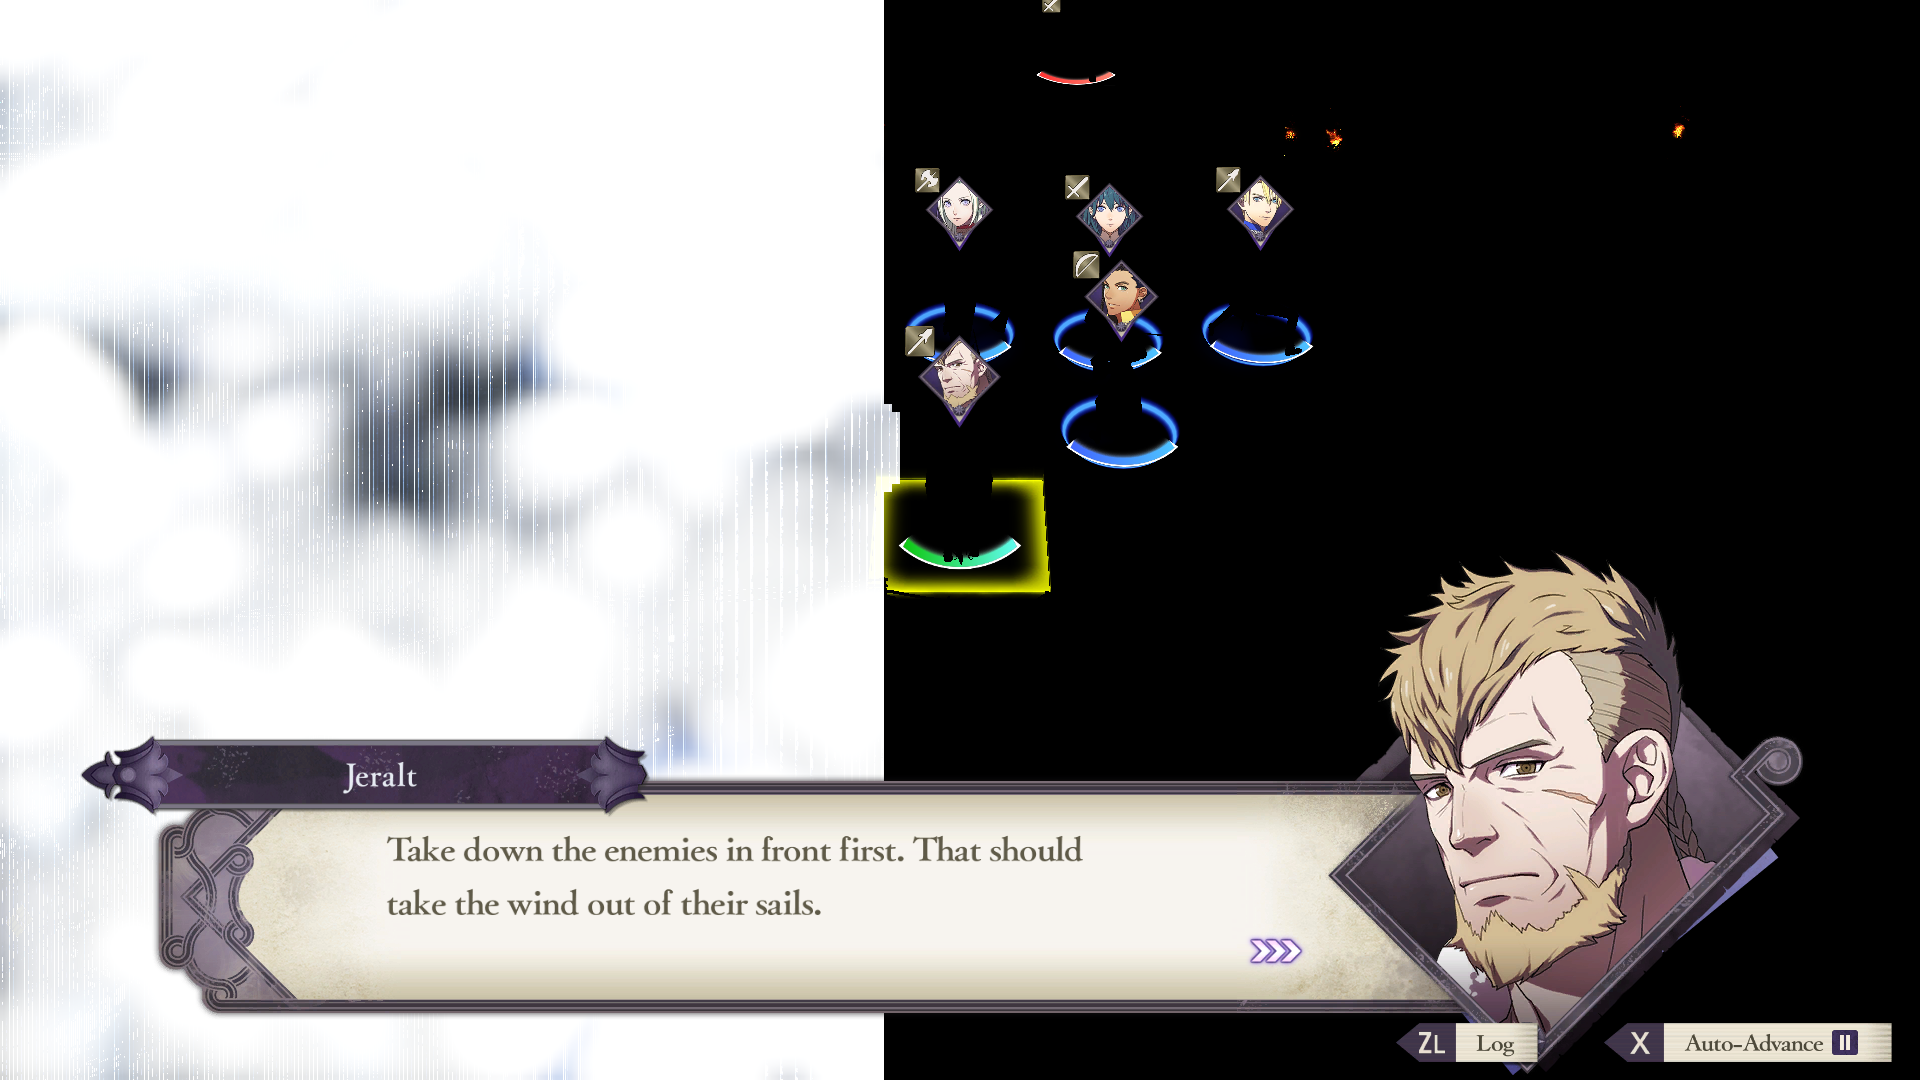 Jeralt
Take down the enemies in front first. That should
take the wind out of their sails.
ZL Log X Auto-Advance